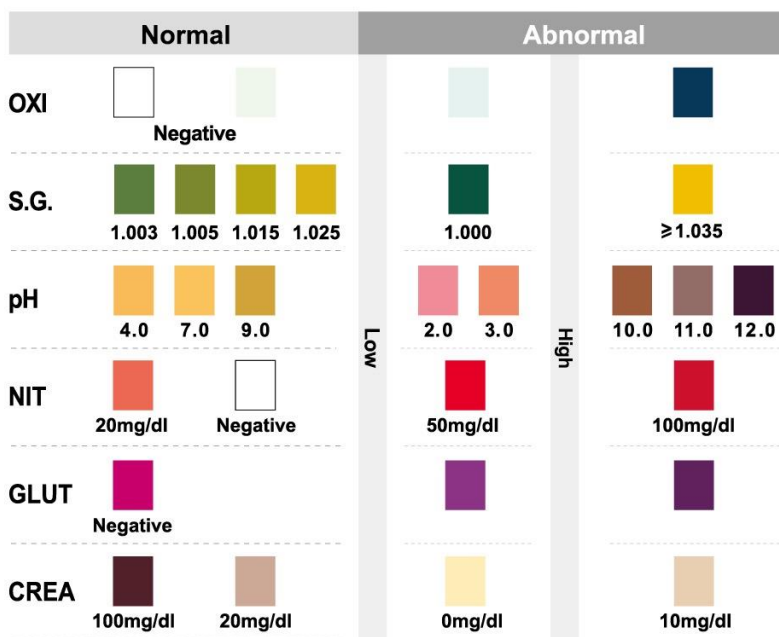 Normal Abnormal
OXI
Negative
S.G.
1.003 1.005 1.015 1.025 1.000 ⩾1.035
pH
4.0 7.0 9.0 2.0 3.0 10.0 11.0 12.0
Low
High
NIT
20mg/dl Negative 50mg/dl 100mg/dl
GLUT
Negative
CREA
100mg/dl 20mg/dl 0mg/dl 10mg/dl